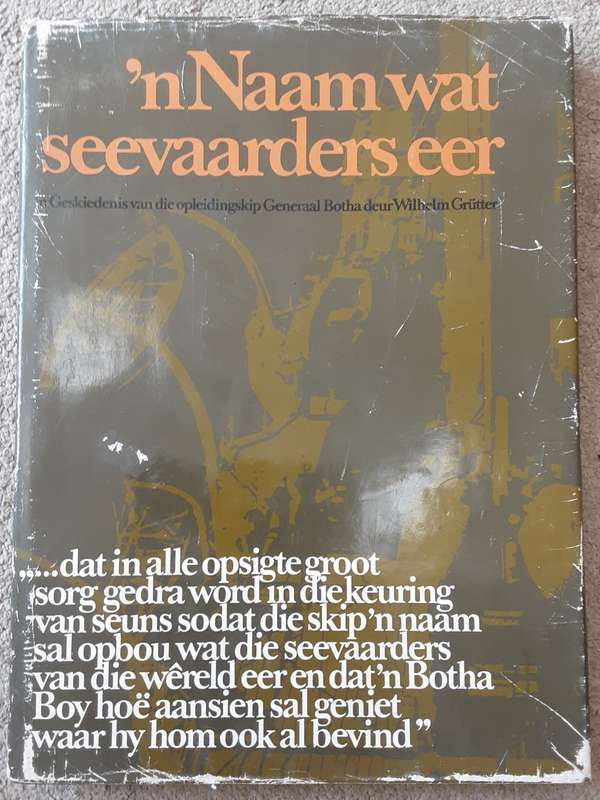 'n Naam wat
seevaarders eer
'n Geskiedenis van die opleidingskip Generaal Botha deur Wilhelm Grütter
„...dat in alle opsigte groot
sorg gedra word in die keuring
van seuns sodat die skip 'n naam
sal opbou wat die seevaarders
van die wêreld eer en dat 'n Botha
Boy hoë aansien sal geniet
waar hy hom ook al bevind”